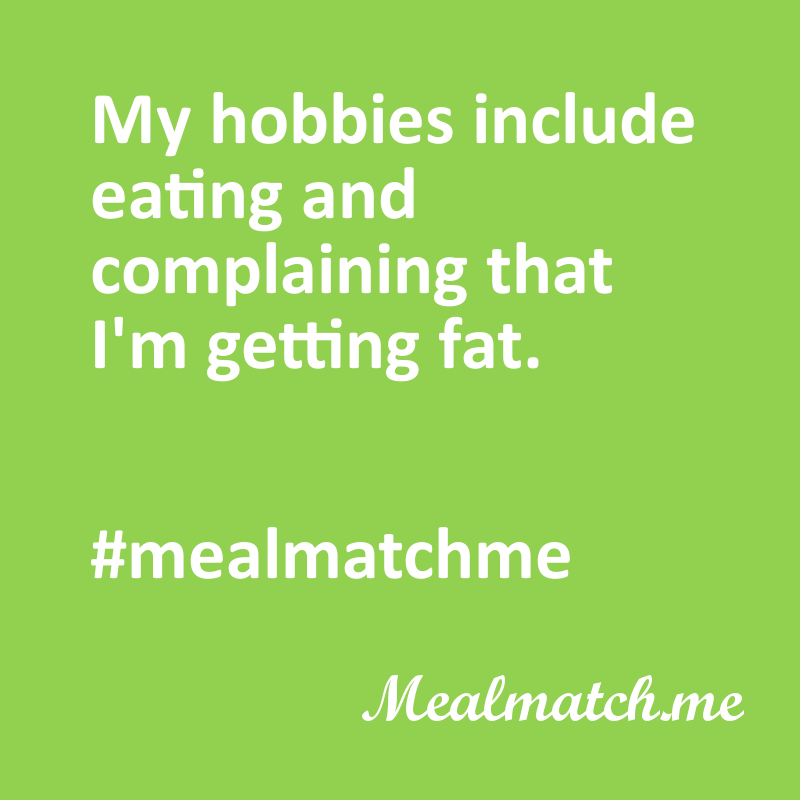 My hobbies include
eating and
complaining that
I'm getting fat.
#mealmatchme
Mealmatch.me